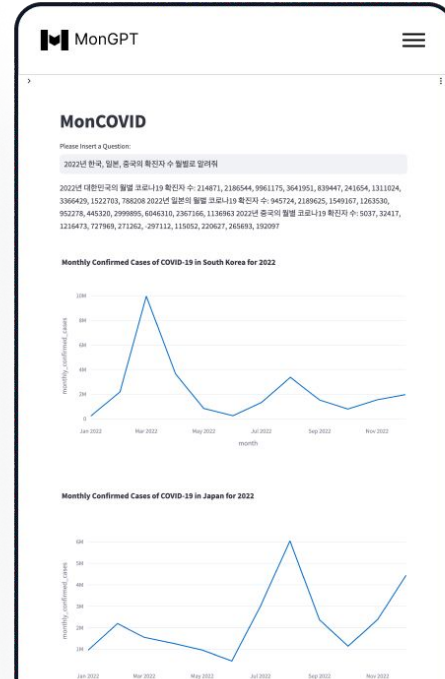 MonGPT
MonCOVID
Please Insert a Question:
2022년 한국, 일본, 중국의 확진자 수 월별로 알려줘
2022년 대한민국의 월별 코로나19 확진자 수: 214871, 2186544, 9961175, 3641951, 839447, 241654, 1311024,
3366429, 1522703, 788208 2022년 일본의 월별 코로나19 확진자 수: 945724, 2189625, 1549167, 1263530,
952278, 445320, 2999895, 6046310, 2367166, 1136963 2022년 중국의 월별 코로나19 확진자 수: 5037, 32417,
1216473, 727969, 271262, -297112, 115052, 220627, 265693, 192097
Monthly Confirmed Cases of COVID-19 in South Korea for 2022
monthly_confirmed_cases
10M
8M
6M
4M
2M
0
Jan 2022 Mar 2022 May 2022 Jul 2022 Sep 2022 Nov 2022
month
Monthly Confirmed Cases of COVID-19 in Japan for 2022
monthly_confirmed_cases
6M
5M
4M
3M
2M
1M
Jan 2022 Mar 2022 May 2022 Jul 2022 Sep 2022 Nov 2022